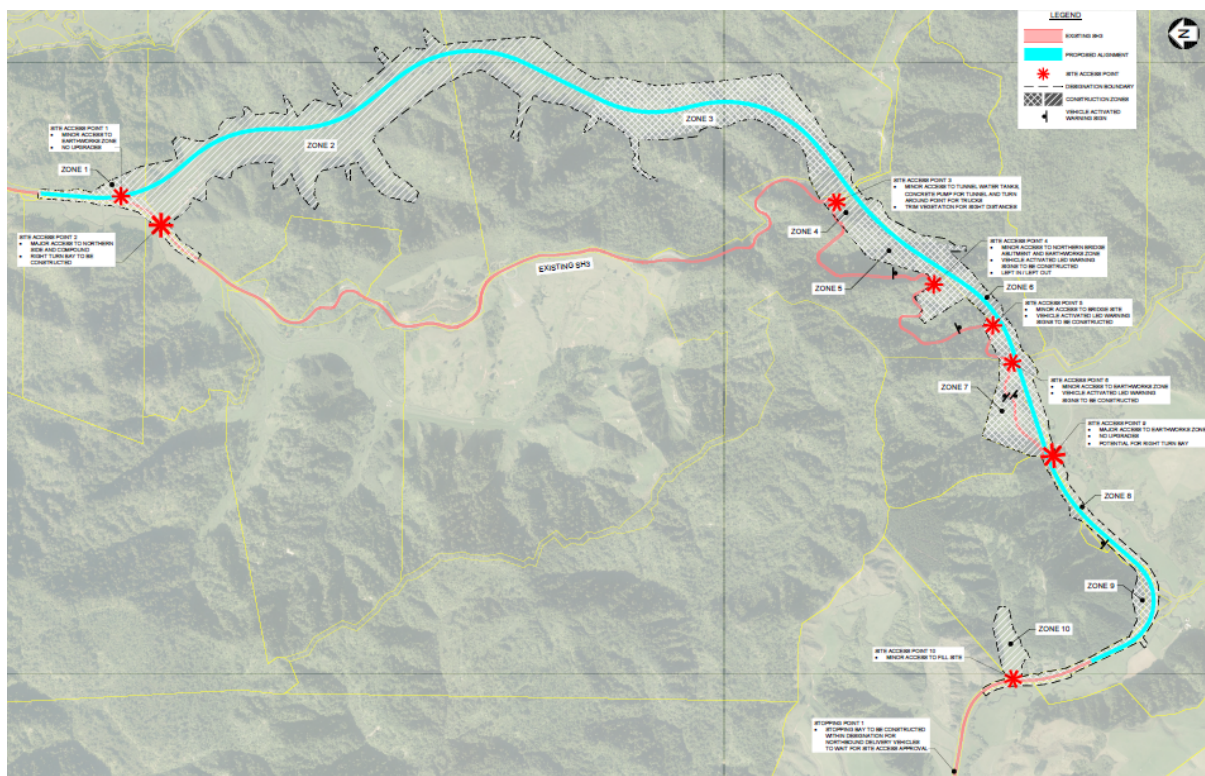 LEGEND
EXISTING SH3
PROPOSED ALIGNMENT
SITE ACCESS POINT
DESIGNATION BOUNDARY
CONSTRUCTION ZONES
VEHICLE ACTIVATED
WARNING SIGN
N
SITE ACCESS POINT 1
• MINOR ACCESS TO
EARTHWORKS ZONE
• NO UPGRADES
ZONE 1
ZONE 2
ZONE 3
SITE ACCESS POINT 2
• MAJOR ACCESS TO NORTHERN
SIDE AND COMPOUND
• RIGHT TURN BAY TO BE
CONSTRUCTED
EXISTING SH3
SITE ACCESS POINT 3
• MINOR ACCESS TO TUNNEL WATER TANKS,
CONCRETE PUMP FOR TUNNEL AND TURN
AROUND POINT FOR TRUCKS
• TRIM VEGETATION FOR SIGHT DISTANCES
ZONE 4
ZONE 5
SITE ACCESS POINT 4
• MINOR ACCESS TO NORTHERN BRIDGE
ABUTMENT AND EARTHWORKS ZONE
• VEHICLE ACTIVATED LED WARNING
SIGNS TO BE CONSTRUCTED
• LEFT IN / LEFT OUT
ZONE 6
SITE ACCESS POINT 5
• MINOR ACCESS TO BRIDGE SITE
• VEHICLE ACTIVATED LED WARNING
SIGNS TO BE CONSTRUCTED
ZONE 7
SITE ACCESS POINT
• MINOR ACCESS TO EARTHWORKS ZONE
• VEHICLE ACTIVATED LED WARNING
SIGNS TO BE CONSTRUCTED
SITE ACCESS POINT
• MAJOR ACCESS TO EARTHWORKS ZONE
• NO UPGRADES
• POTENTIAL FOR RIGHT TURN BAY
ZONE 8
ZONE 9
ZONE 10
SITE ACCESS POINT 10
• MINOR ACCESS TO FILL SITE
STOPPING POINT 1
• STOPPING BAY TO BE CONSTRUCTED
WITHIN DESIGNATION FOR
NORTHBOUND DELIVERY VEHICLES
TO WAIT FOR SITE ACCESS APPROVAL